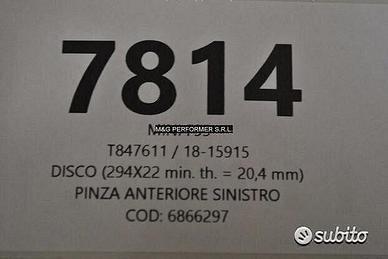 7814
M&G PERFORMER S.R.L.
T847611 / 18-15915
DISCO (294X22 min. th. = 20,4 mm)
PINZA ANTERIORE SINISTRO
COD: 6866297
subito